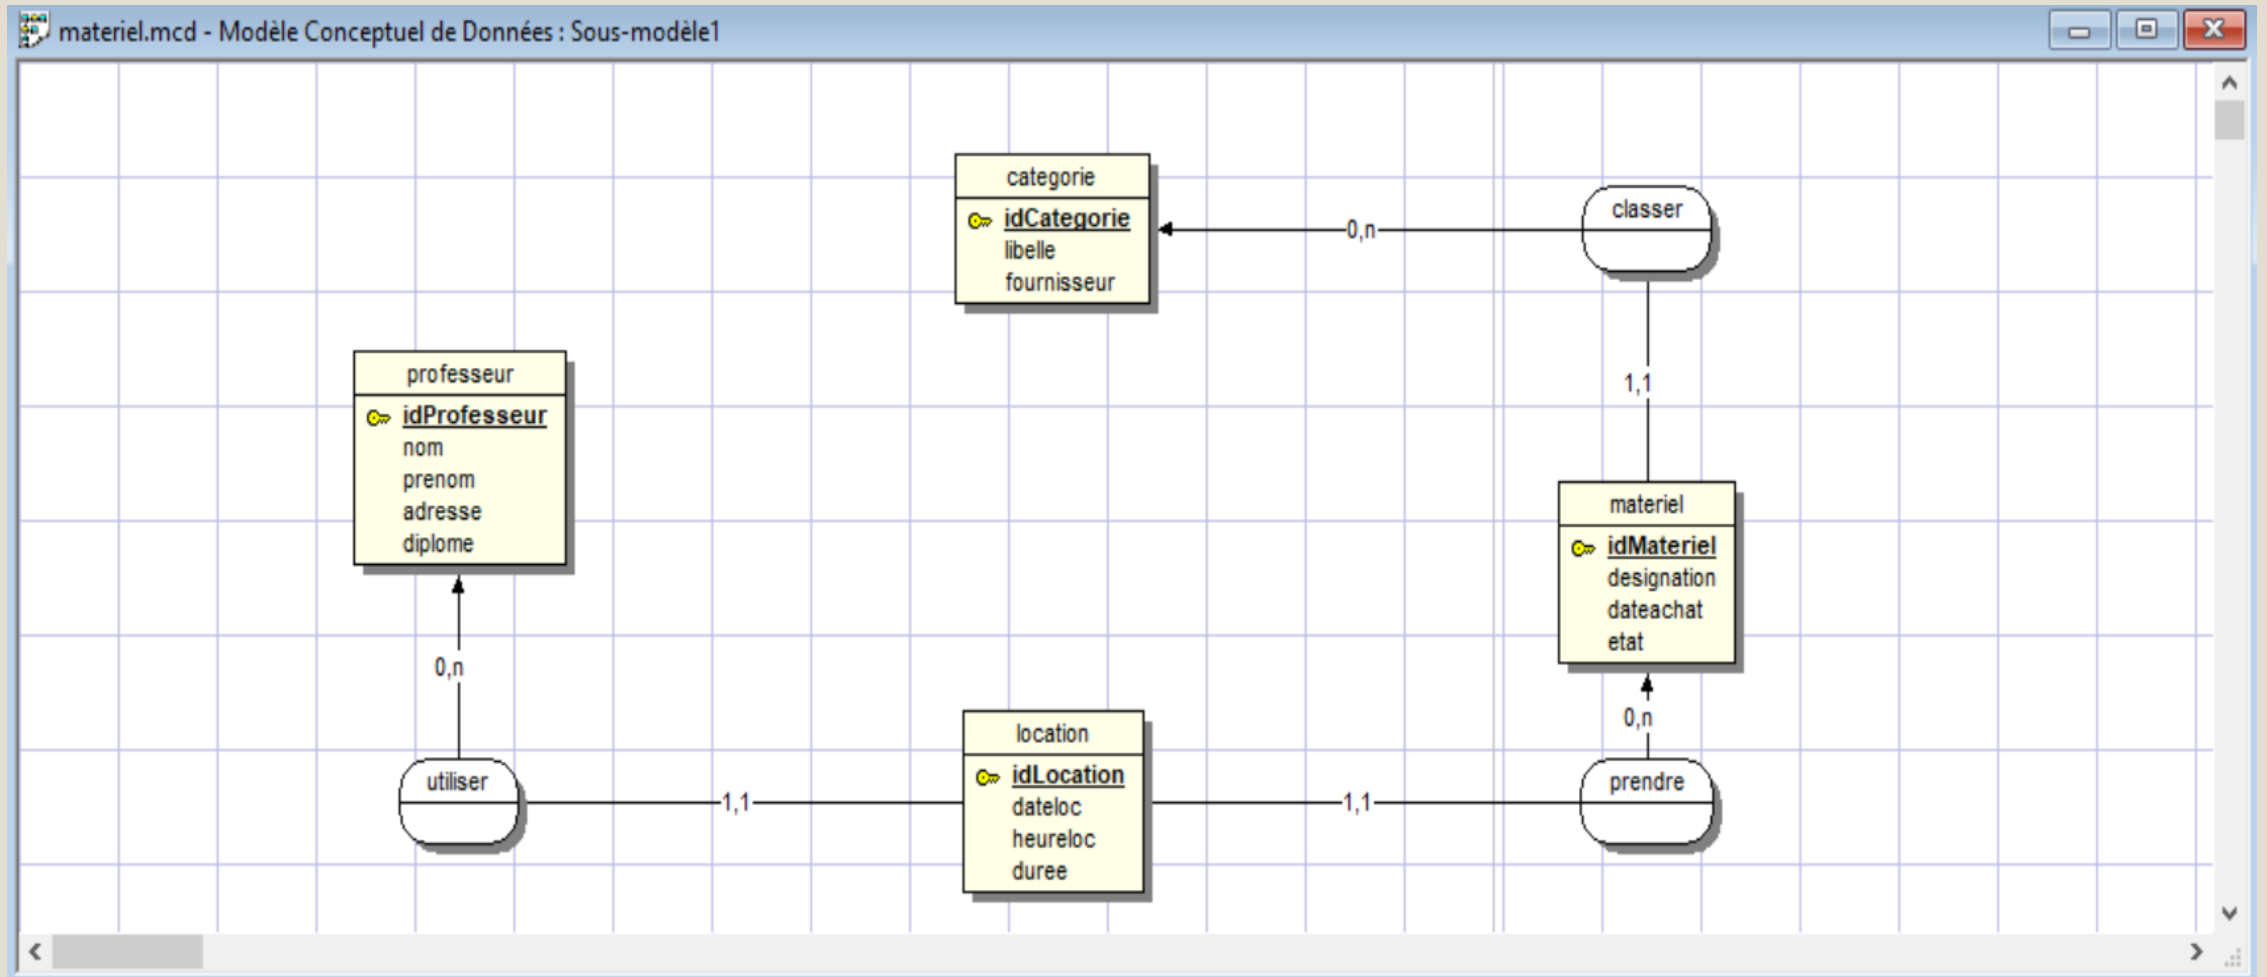 materiel.mcd - Modèle Conceptuel de Données : Sous-modèle1
categorie
idCategorie
libelle
fournisseur
0,n
classer
1,1
professeur
idProfesseur
nom
prenom
adresse
diplome
0,n
utiliser
1,1
location
idLocation
dateloc
heureloc
duree
1,1
materiel
idMateriel
designation
dateachat
etat
0,n
prendre